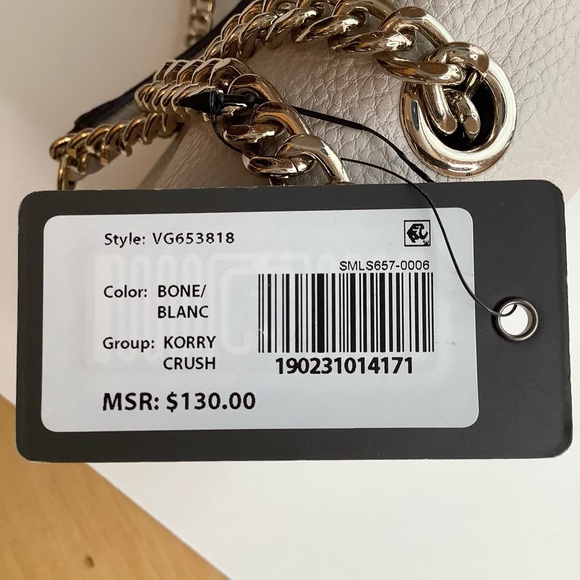 Style: VG653818
SMLS657-0006
Color: BONE/
BLANC
Group: KORRY
CRUSH
190231014171
MSR: $130.00